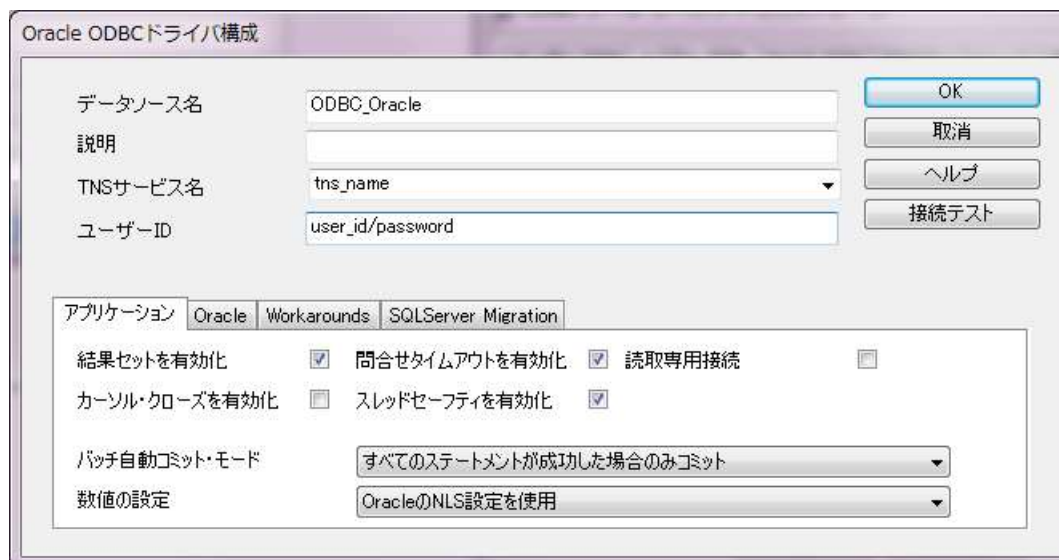 Oracle ODBCドライバ構成
データソース名 ODBC_Oracle OK
説明 取消
TNSサービス名 tns_name ヘルプ
ユーザーID user_id/password 接続テスト
アプリケーション Oracle Workarounds SQLServer Migration
結果セットを有効化 問合せタイムアウトを有効化 読取専用接続
カーソル・クローズを有効化 スレッドセーフティを有効化
バッチ自動コミット・モード すべてのステートメントが成功した場合のみコミット
数値の設定 OracleのNLS設定を使用